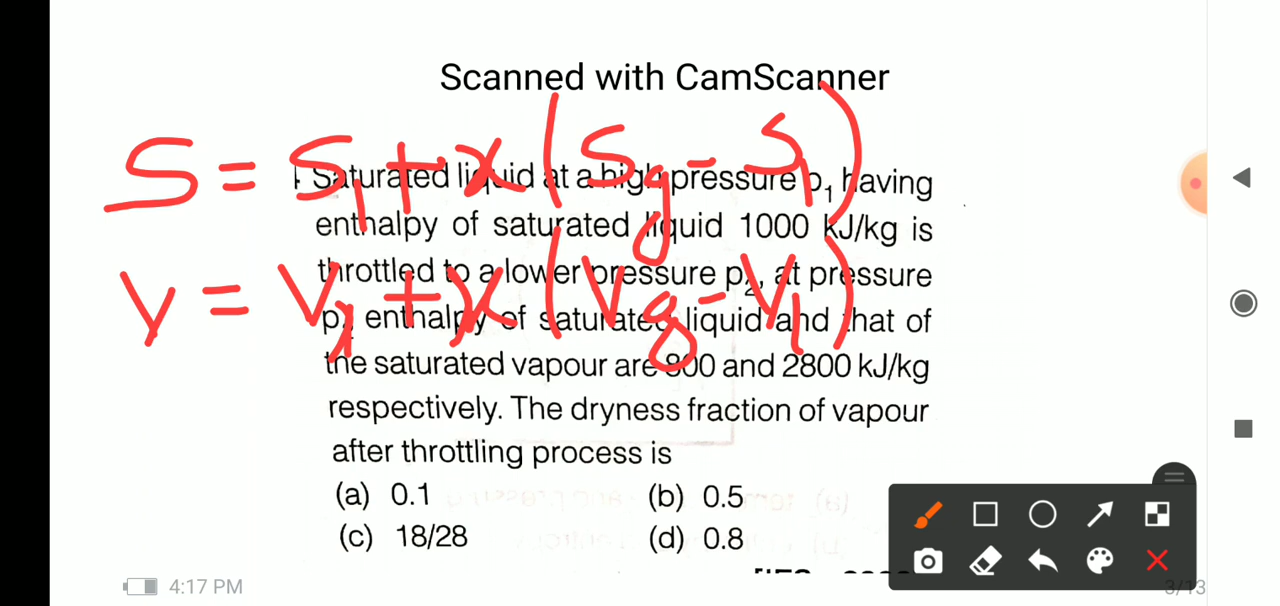 Scanned with CamScanner
S = S₁ + x (Sg - S₁)
Saturated liquid at a high pressure p₁ having
enthalpy of saturated liquid 1000 kJ/kg is
V = V₁ + x (Vg - V₁)
throttled to a lower pressure p₂, at pressure
p₂ enthalpy of saturated liquid and that of
the saturated vapour are 800 and 2800 kJ/kg
respectively. The dryness fraction of vapour
after throttling process is
(a) 0.1 (b) 0.5
(c) 18/28 (d) 0.8
4:17 PM
3/13